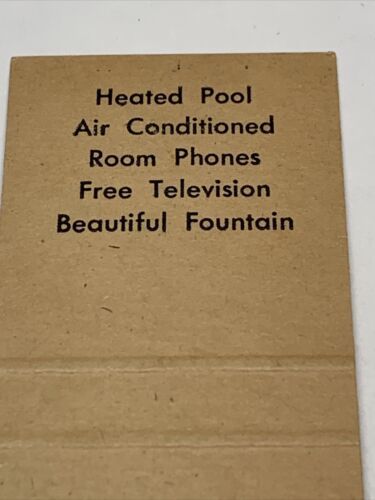 Heated Pool
Air Conditioned
Room Phones
Free Television
Beautiful Fountain